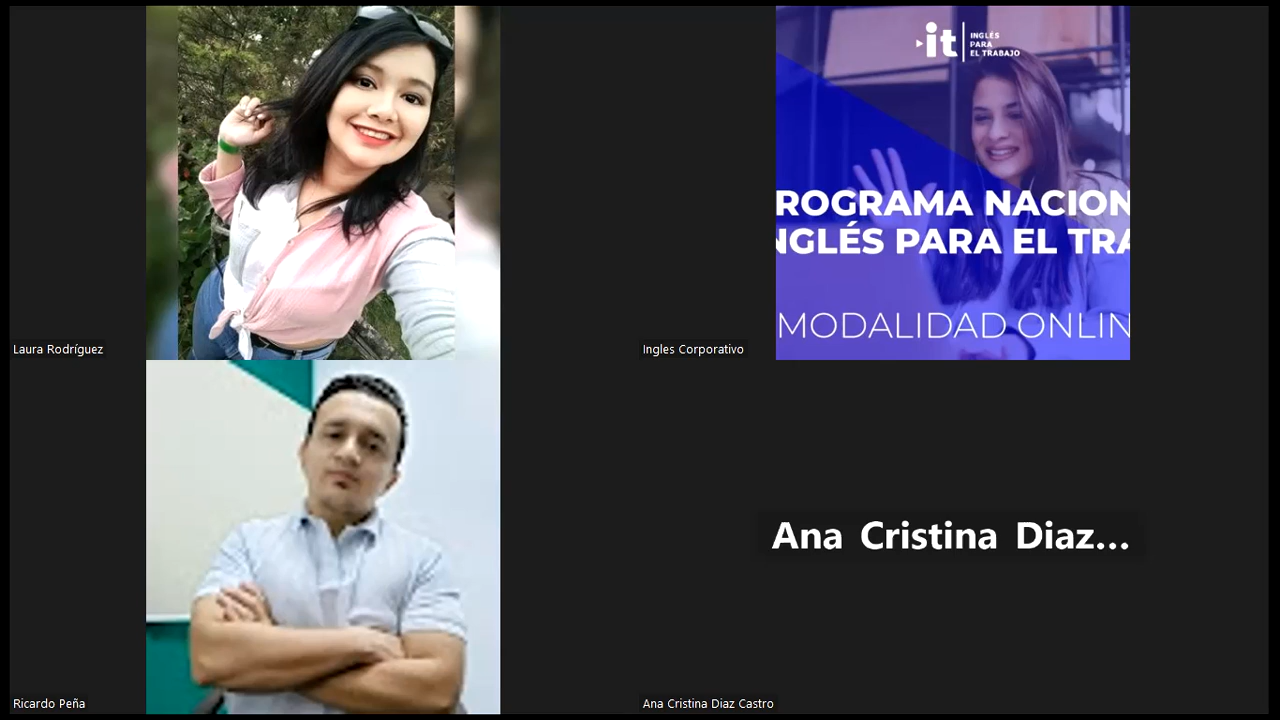 it
INGLÉS
PARA
EL TRABAJO
ROGRAMA NACION
NGLÉS PARA EL TRA
MODALIDAD ONLIN
Laura Rodríguez
Ingles Corporativo
Ana Cristina Diaz...
Ricardo Peña
Ana Cristina Diaz Castro